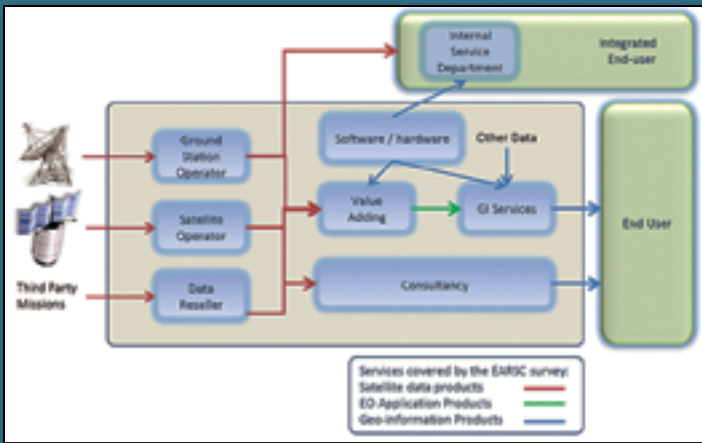 Internal
Service
Department
Integrated
End-user
Ground
Station
Operator
Software / hardware
Other Data
Satellite
Operator
Value
Adding
GI Services
End User
Third Party
Missions
Data
Reseller
Consultancy
Services covered by the EARSC survey:
Satellite data products
EO Application Products
Geo-information Products